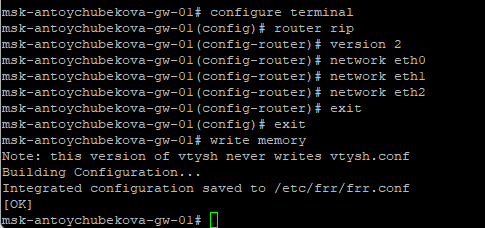 msk-antoychubekova-gw-01# configure terminal
msk-antoychubekova-gw-01(config)# router rip
msk-antoychubekova-gw-01(config-router)# version 2
msk-antoychubekova-gw-01(config-router)# network eth0
msk-antoychubekova-gw-01(config-router)# network eth1
msk-antoychubekova-gw-01(config-router)# network eth2
msk-antoychubekova-gw-01(config-router)# exit
msk-antoychubekova-gw-01(config)# exit
msk-antoychubekova-gw-01# write memory
Note: this version of vtysh never writes vtysh.conf
Building Configuration...
Integrated configuration saved to /etc/frr/frr.conf
[OK]
msk-antoychubekova-gw-01#